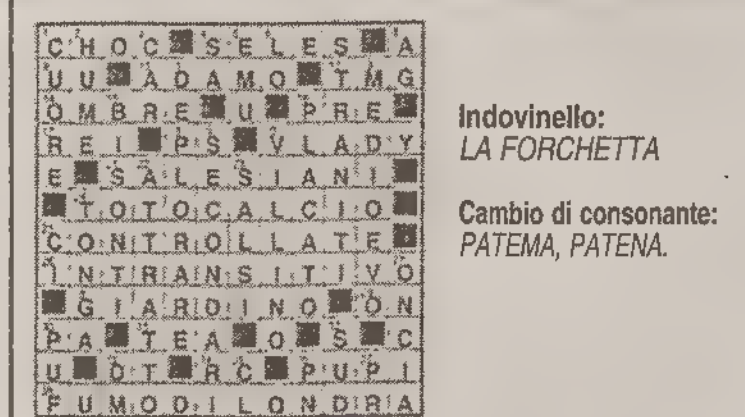 CHOC ■ SELES ■ A
UU ■ ADAMO ■ TMG
OMBRE ■ U ■ PRE ■
REI ■ PS ■ VLADY
E ■ SALESIANI ■
■ TOTOCALCIO ■
CONTROLLATE ■
INTRANSITIVO
■ GIARDINO ■ ON
PA ■ TEA ■ O ■ S ■ C
U ■ DT ■ RC ■ PUPI
FUMODILONDRA
Indovinello:
LA FORCHETTA
Cambio di consonante:
PATEMA, PATENA.